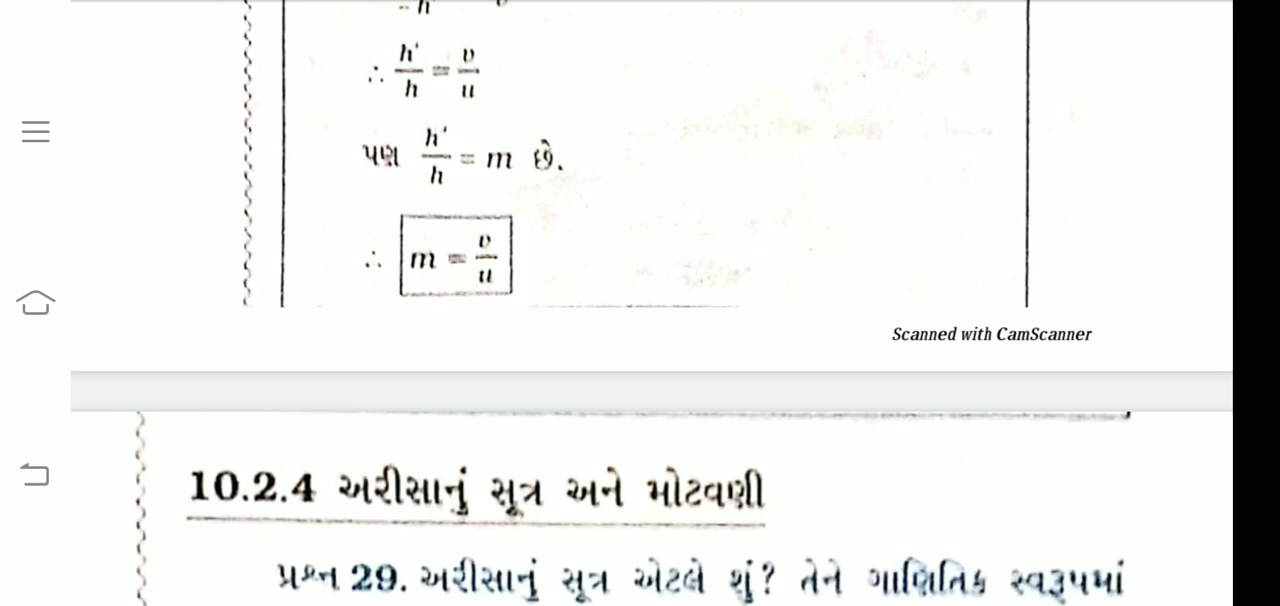 - h
∴ h'/h = v/u
પણ h'/h = m છે.
∴ m = v/u
Scanned with CamScanner
10.2.4 અરીસાનું સૂત્ર અને મોટવણી
પ્રશ્ન 29. અરીસાનું સૂત્ર એટલે શું? તેને ગાણિતિક સ્વરૂપમાં